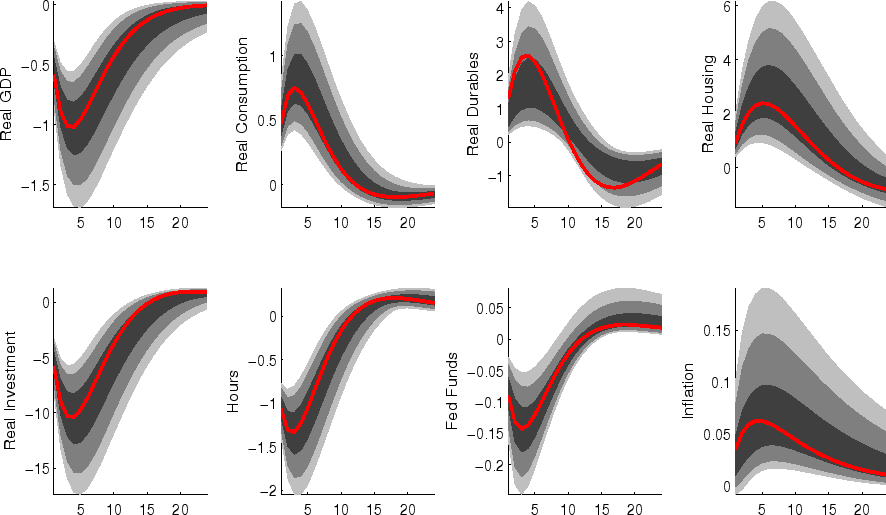 Real GDP
0
−0.5
−1
−1.5
5 10 15 20
Real Consumption
1
0.5
0
5 10 15 20
Real Durables
4
3
2
1
0
−1
5 10 15 20
Real Housing
6
4
2
0
5 10 15 20
Real Investment
0
−5
−10
−15
5 10 15 20
Hours
0
−0.5
−1
−1.5
−2
5 10 15 20
Fed Funds
0.05
0
−0.05
−0.1
−0.15
−0.2
5 10 15 20
Inflation
0.15
0.1
0.05
0
5 10 15 20